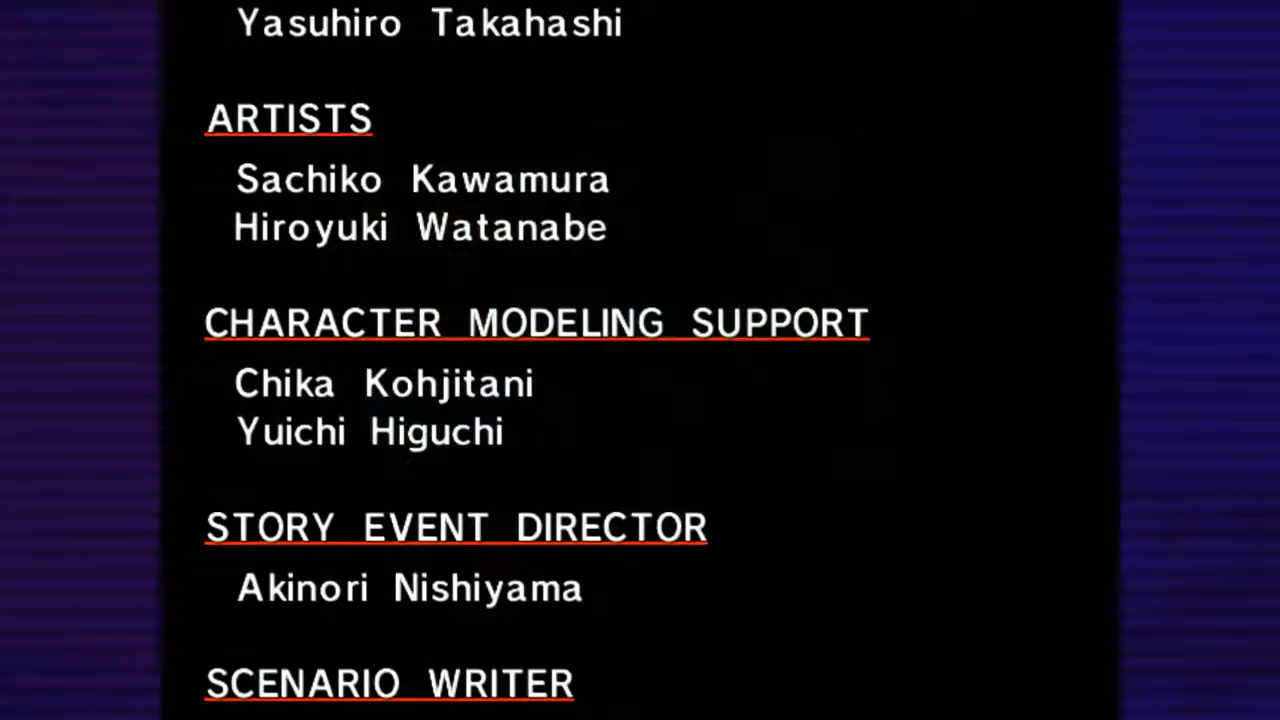 Yasuhiro Takahashi
ARTISTS
Sachiko Kawamura
Hiroyuki Watanabe
CHARACTER MODELING SUPPORT
Chika Kohjitani
Yuichi Higuchi
STORY EVENT DIRECTOR
Akinori Nishiyama
SCENARIO WRITER